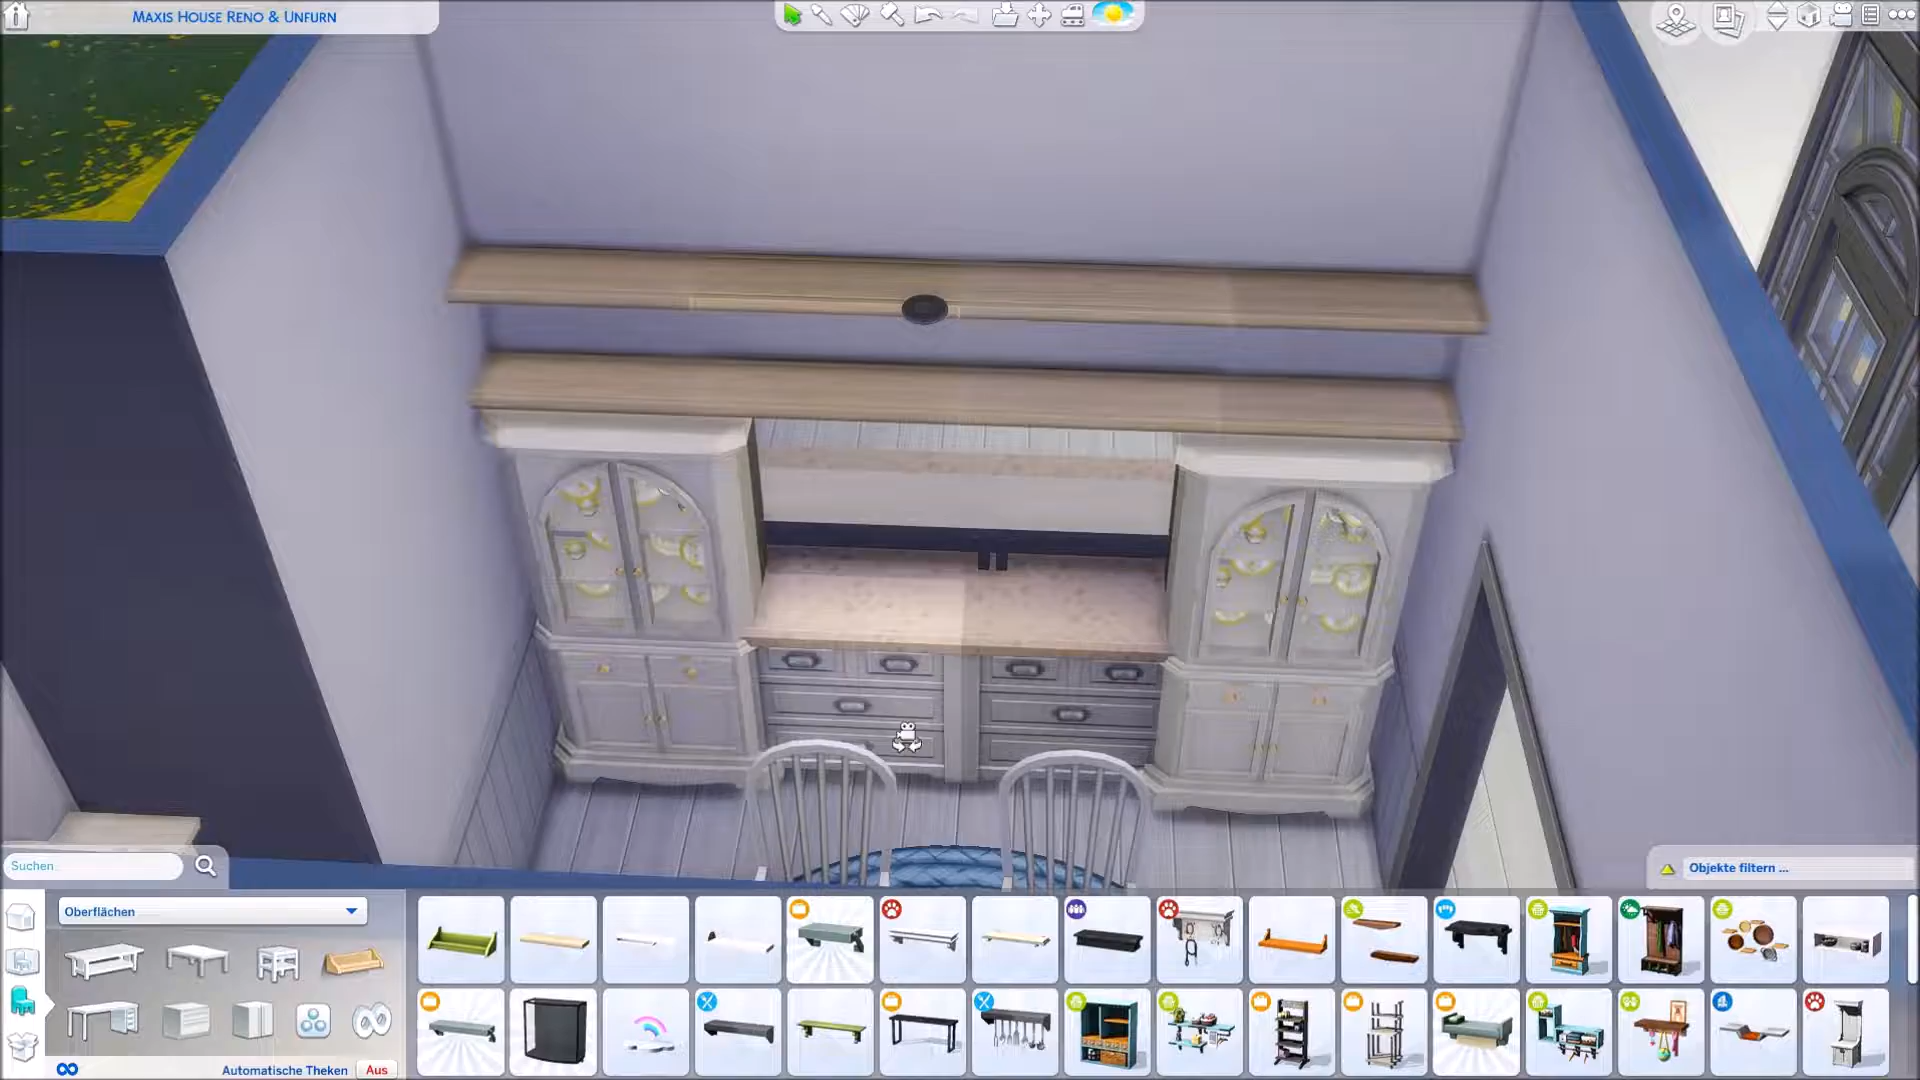 Maxis House Reno & Unfurn
Suchen
Objekte filtern ...
Oberflächen
Automatische Theken Aus